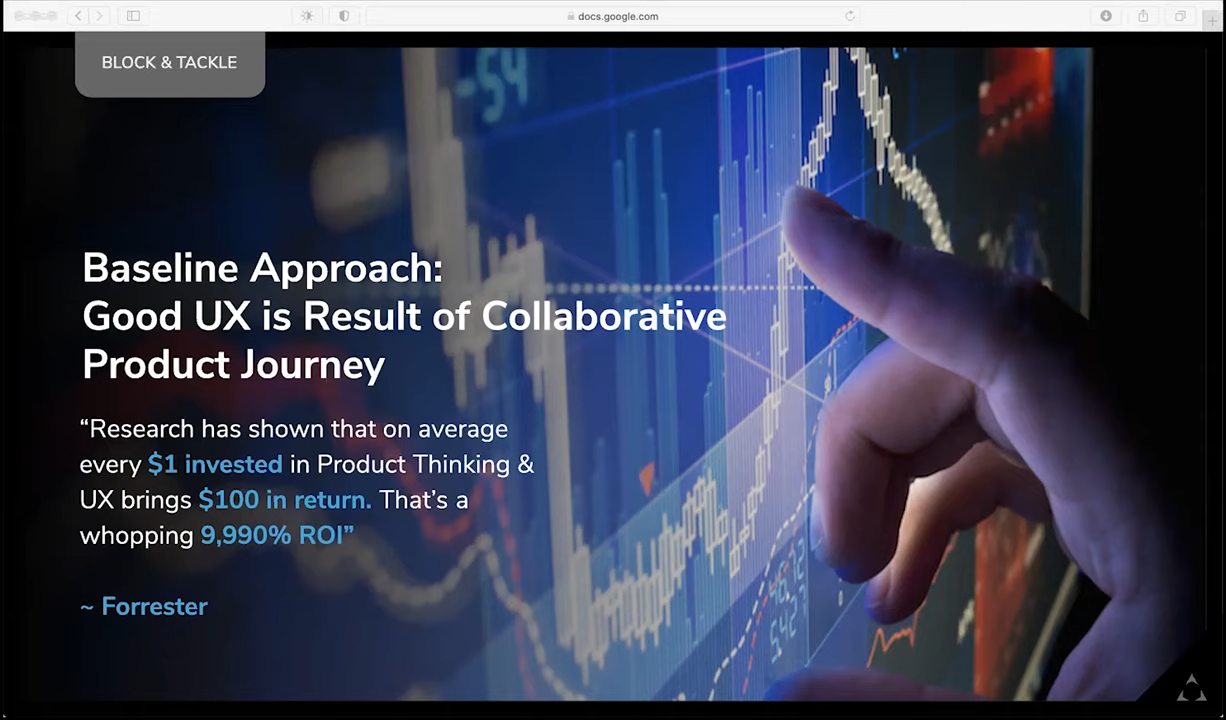 docs.google.com
BLOCK & TACKLE
-54
Baseline Approach:
Good UX is Result of Collaborative
Product Journey
“Research has shown that on average
every $1 invested in Product Thinking &
UX brings $100 in return. That’s a
whopping 9,990% ROI”
~ Forrester